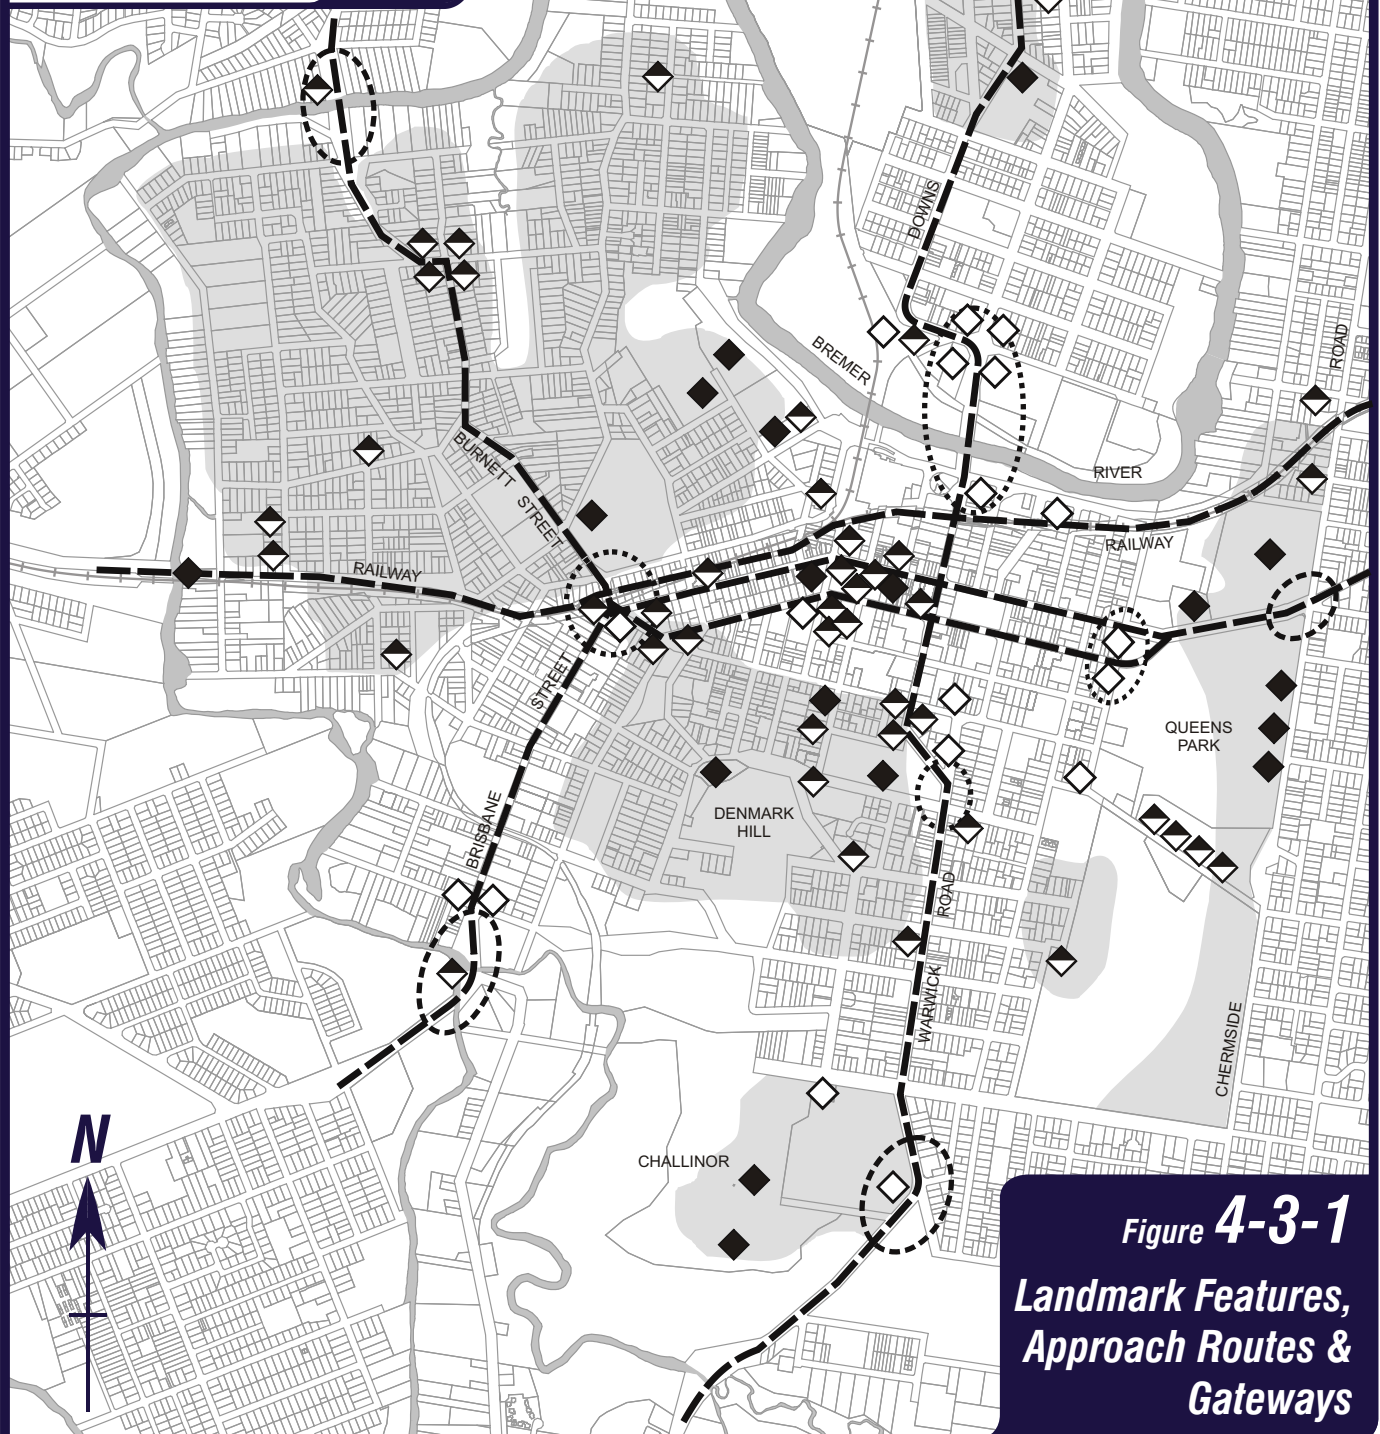 DOWNS
ROAD
BREMER
BURNETT STREET
RIVER
RAILWAY
RAILWAY
STREET
BRISBANE
QUEENS
PARK
DENMARK
HILL
ROAD
WARWICK
CHERMSIDE
CHALLINOR
N
Figure 4-3-1
Landmark Features,
Approach Routes &
Gateways